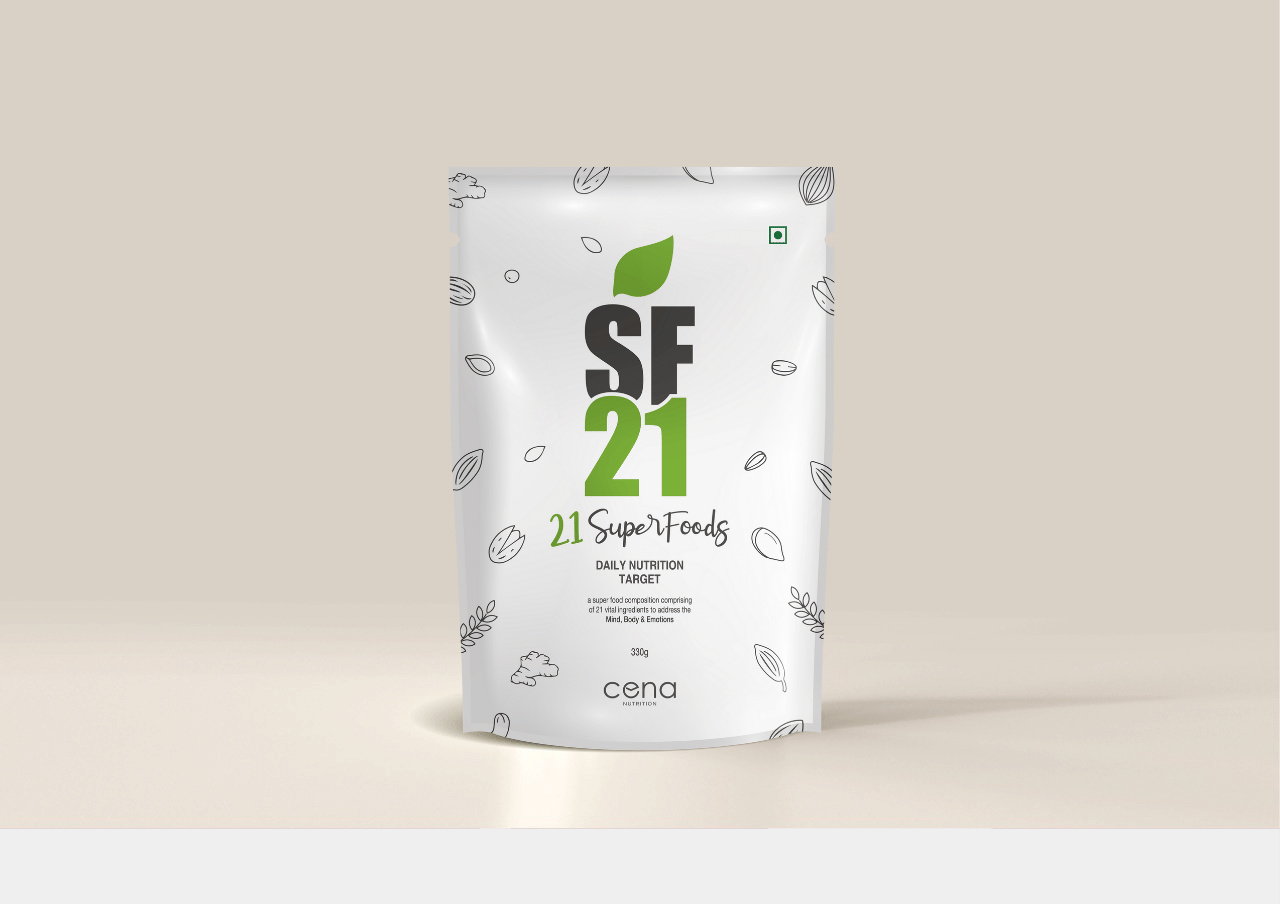 SF
21
21 SuperFoods
DAILY NUTRITION
TARGET
a super food composition comprising
of 21 vital ingredients to address the
Mind, Body & Emotions
330g
cena
NUTRITION